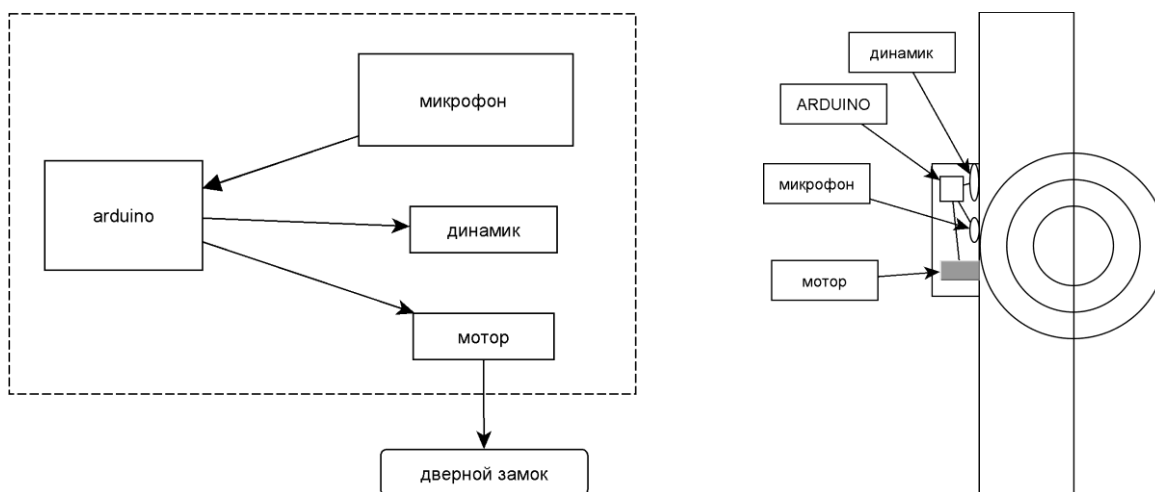 микрофон
arduino
динамик
мотор
дверной замок
динамик
ARDUINO
микрофон
мотор